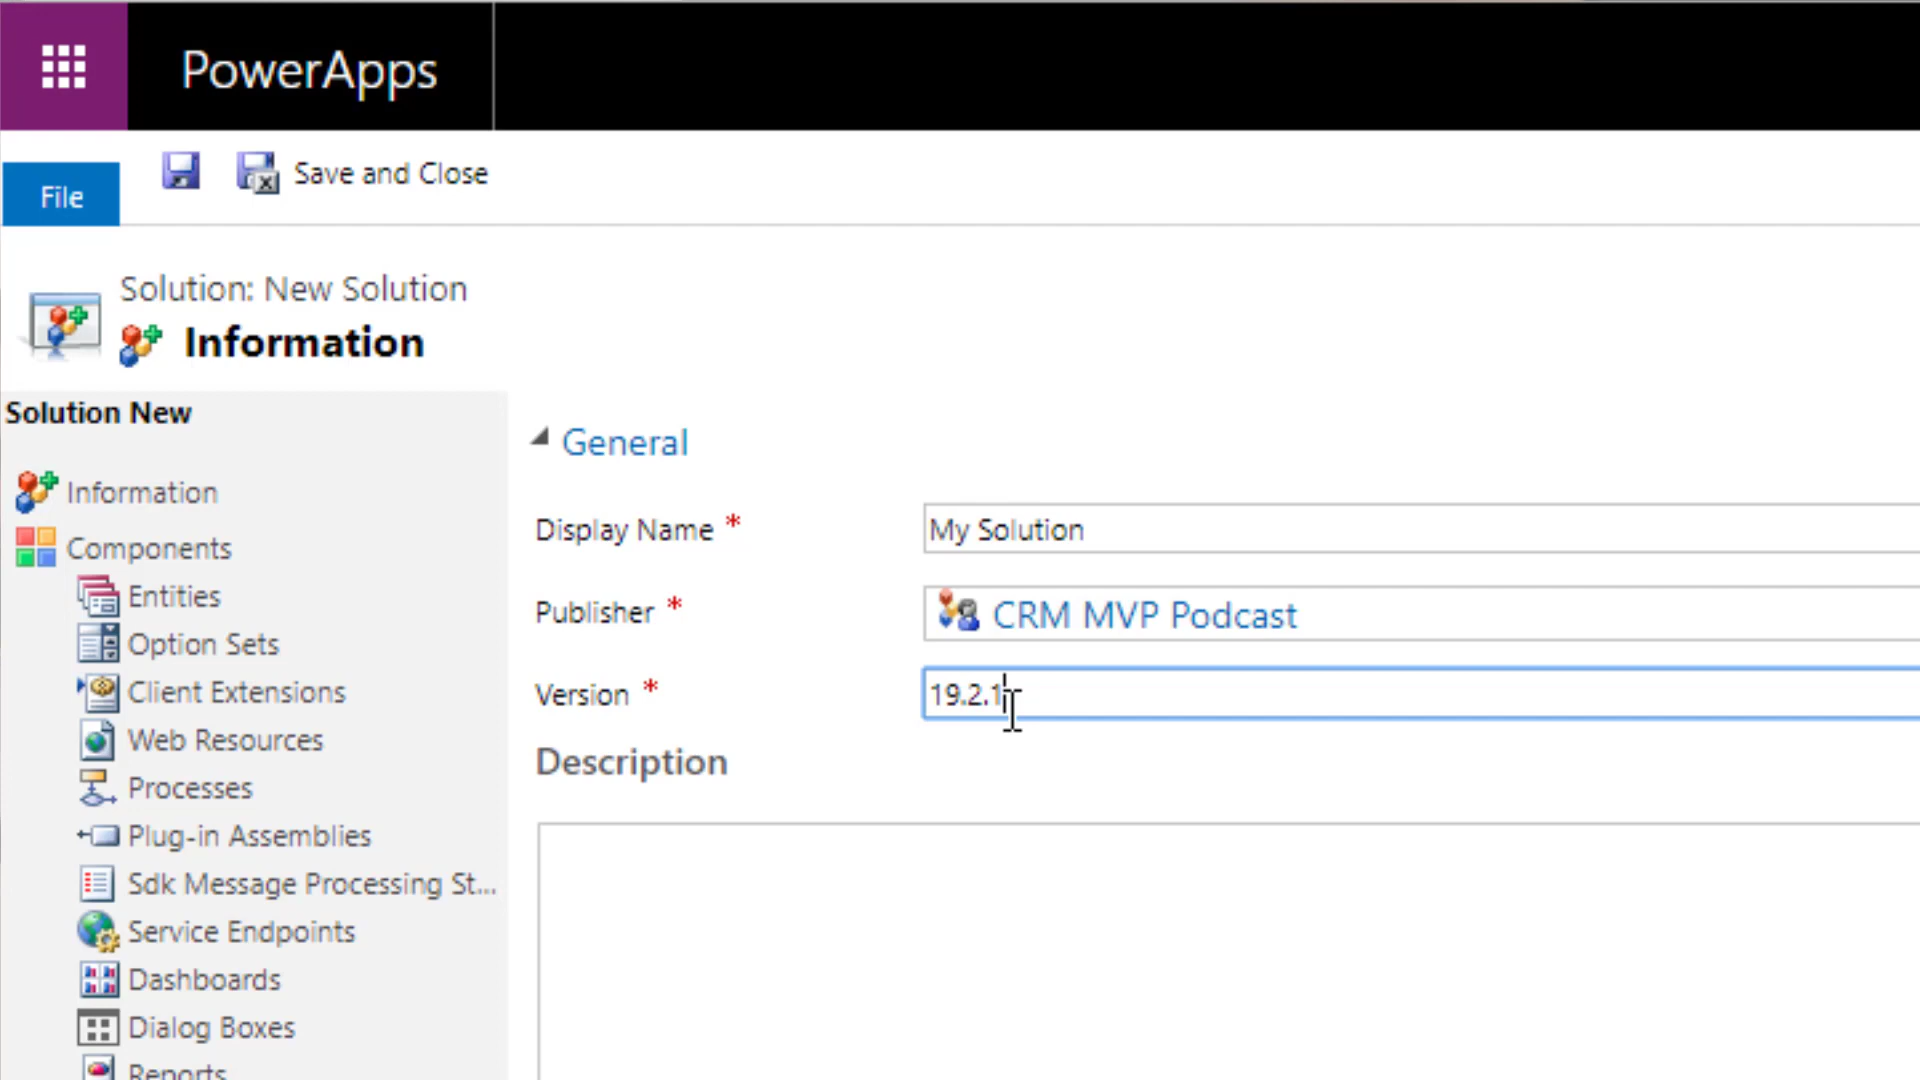 PowerApps
File
Save and Close
Solution: New Solution
Information
Solution New
Information
Components
Entities
Option Sets
Client Extensions
Web Resources
Processes
Plug-in Assemblies
Sdk Message Processing St...
Service Endpoints
Dashboards
Dialog Boxes
Reports
General
Display Name *
My Solution
Publisher *
CRM MVP Podcast
Version *
19.2.1
Description